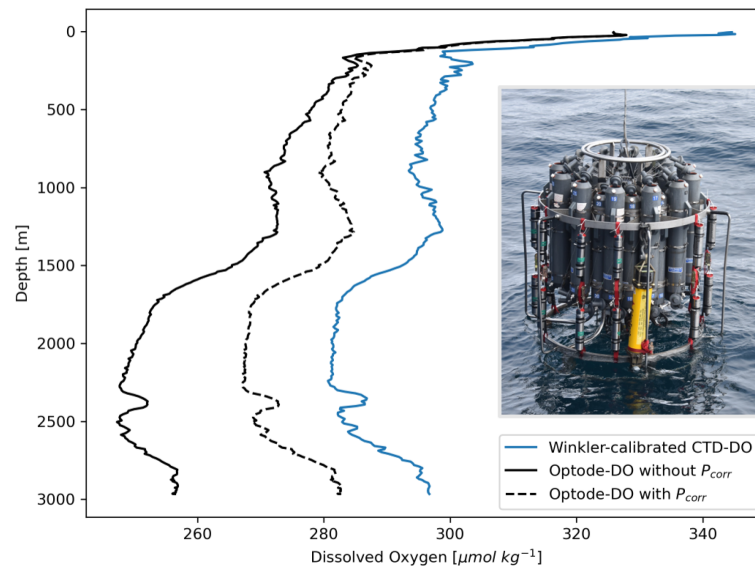 0
500
1000
1500
2000
2500
3000
Depth [m]
260
280
300
320
340
Dissolved Oxygen [μmol kg⁻¹]
Winkler-calibrated CTD-DO
Optode-DO without P_corr
Optode-DO with P_corr